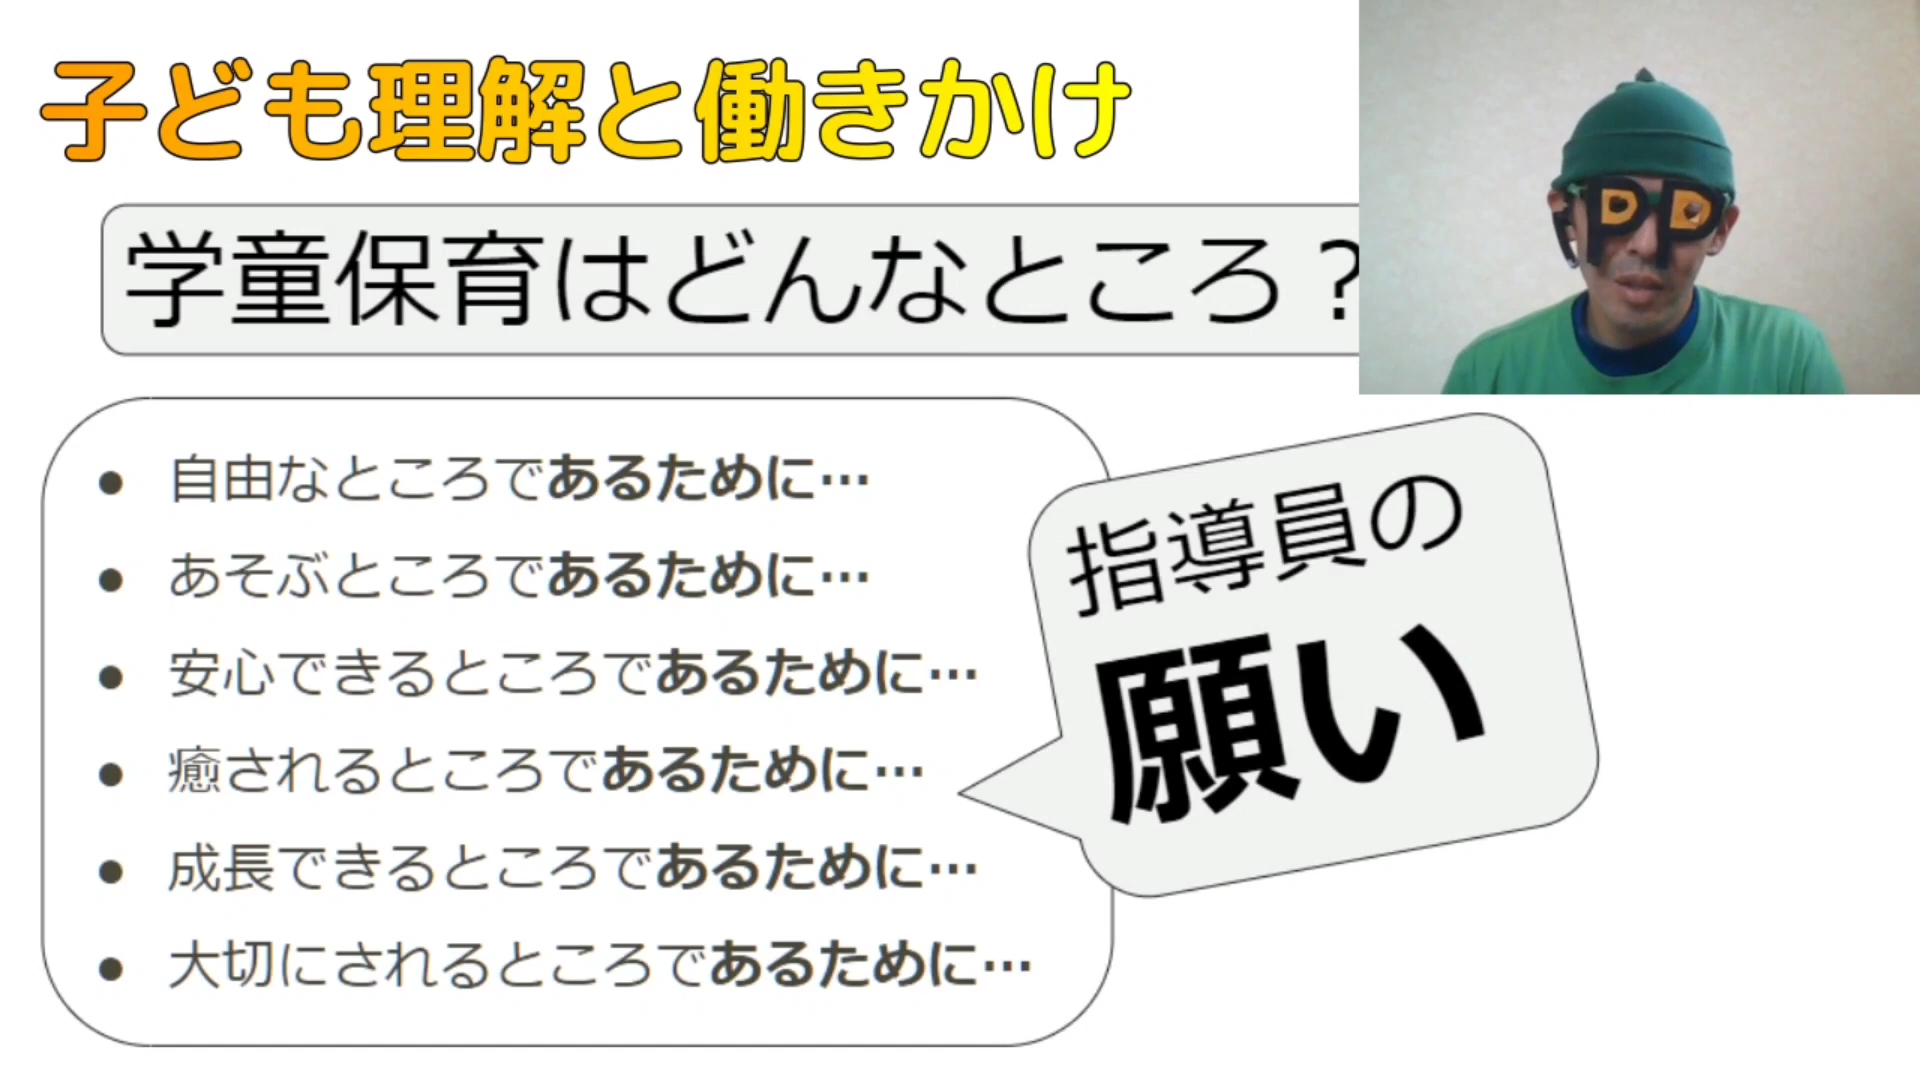 子ども理解と働きかけ
学童保育はどんなところ？
自由なところであるために…
あそぶところであるために…
安心できるところであるために…
癒されるところであるために…
成長できるところであるために…
大切にされるところであるために…
指導員の
願い
PD